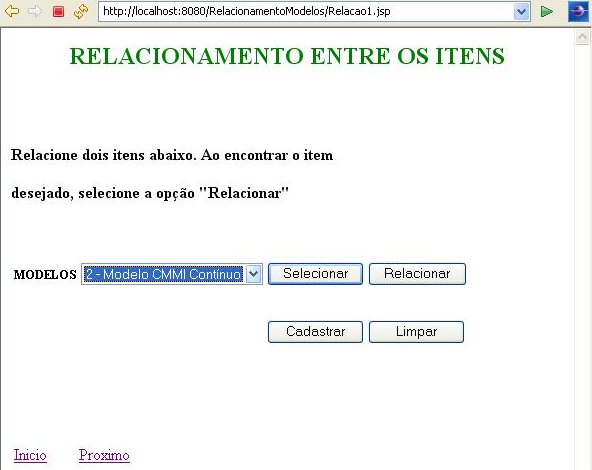 http://localhost:8080/RelacionamentoModelos/Relacao1.jsp
RELACIONAMENTO ENTRE OS ITENS
Relacione dois itens abaixo. Ao encontrar o item
desejado, selecione a opção "Relacionar"
MODELOS 2 - Modelo CMMI Continuo Selecionar Relacionar
Cadastrar Limpar
Inicio Proximo